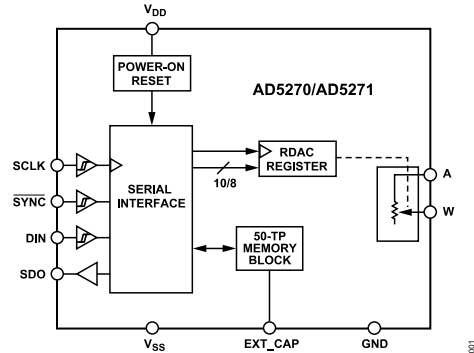 VDD
POWER-ON
RESET
AD5270/AD5271
SCLK
SYNC
DIN
SDO
SERIAL
INTERFACE
10/8
RDAC
REGISTER
A
W
50-TP
MEMORY
BLOCK
VSS
EXT_CAP
GND
001